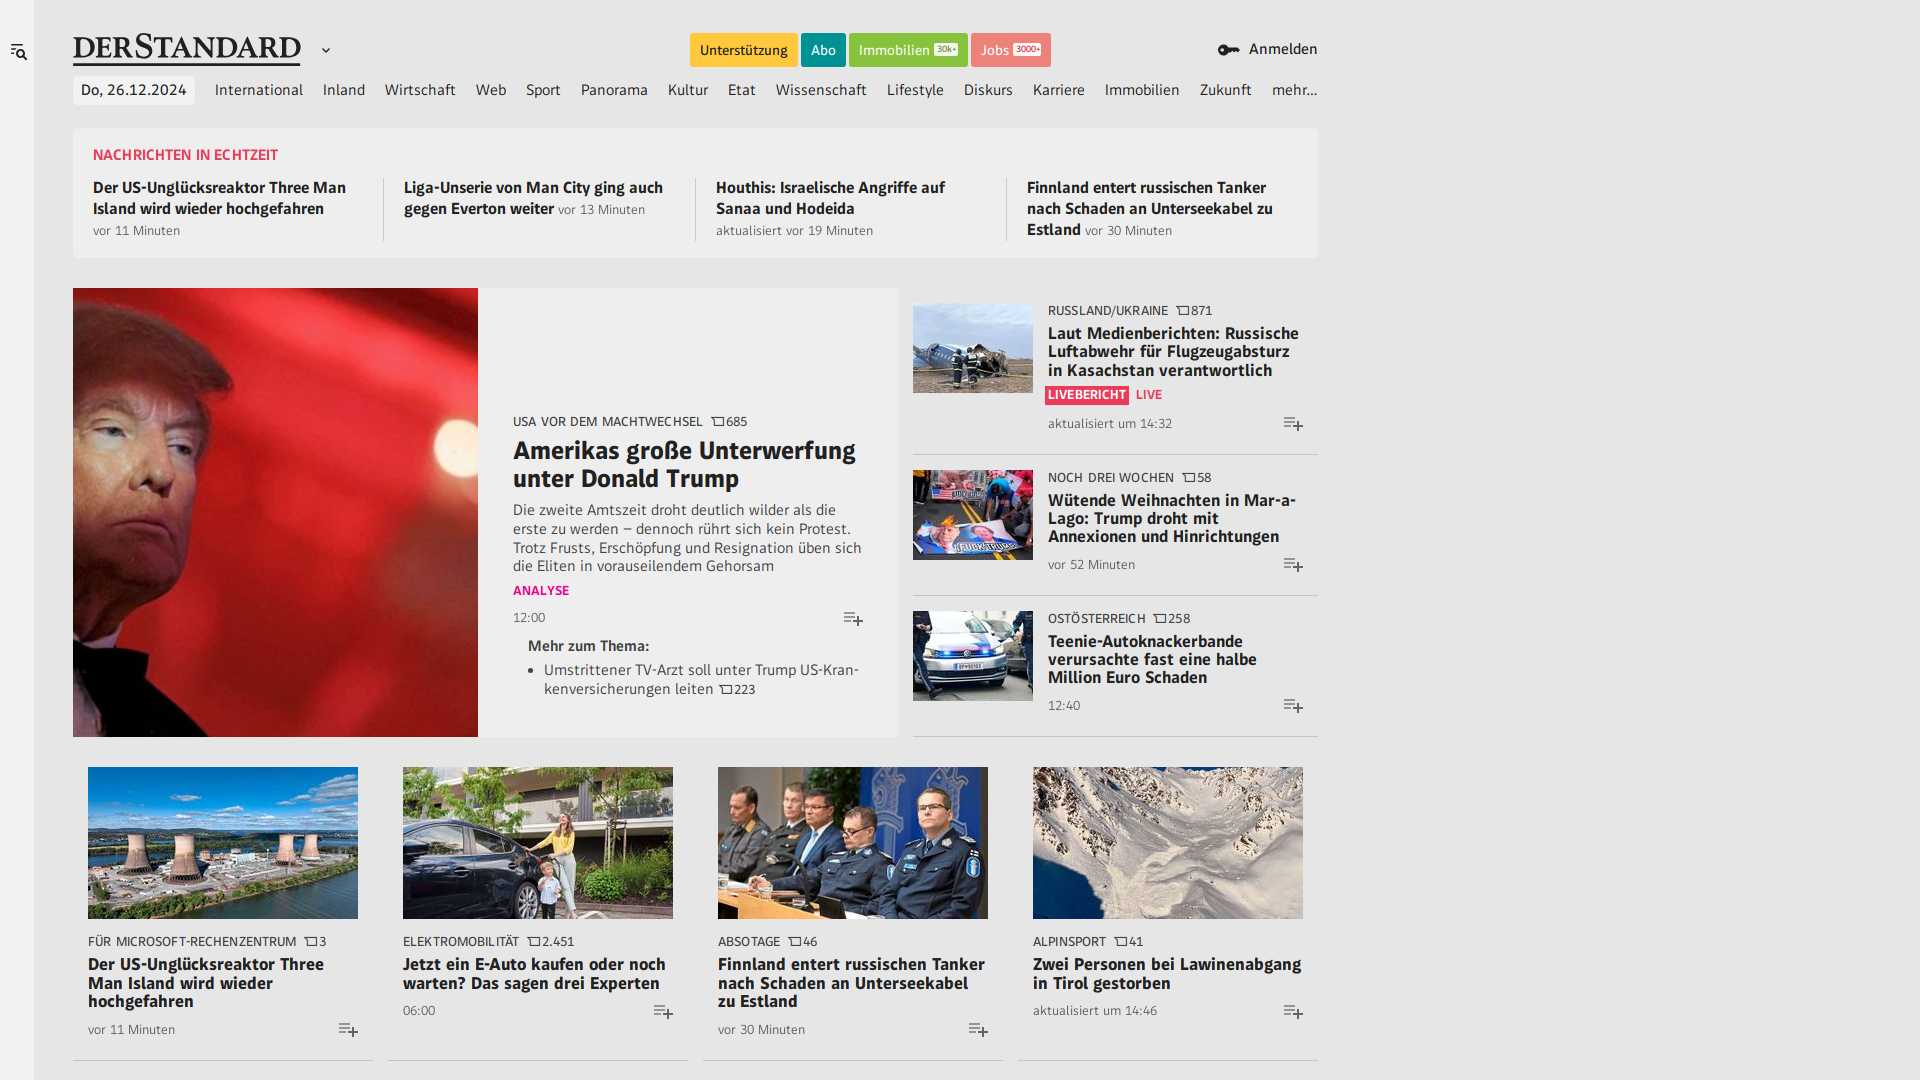 DERSTANDARD
Unterstützung
Abo
Immobilien 30k+
Jobs 3000+
Anmelden
Do, 26.12.2024
International
Inland
Wirtschaft
Web
Sport
Panorama
Kultur
Etat
Wissenschaft
Lifestyle
Diskurs
Karriere
Immobilien
Zukunft
mehr...
NACHRICHTEN IN ECHTZEIT
Der US-Unglücksreaktor Three Man
Island wird wieder hochgefahren
vor 11 Minuten
Liga-Unserie von Man City ging auch
gegen Everton weiter vor 13 Minuten
Houthis: Israelische Angriffe auf
Sanaa und Hodeida
aktualisiert vor 19 Minuten
Finnland entert russischen Tanker
nach Schaden an Unterseekabel zu
Estland vor 30 Minuten
USA VOR DEM MACHTWECHSEL 685
Amerikas große Unterwerfung
unter Donald Trump
Die zweite Amtszeit droht deutlich wilder als die
erste zu werden – dennoch rührt sich kein Protest.
Trotz Frusts, Erschöpfung und Resignation üben sich
die Eliten in vorauseilendem Gehorsam
ANALYSE
12:00
Mehr zum Thema:
• Umstrittener TV-Arzt soll unter Trump US-Kran-
kenversicherungen leiten 223
RUSSLAND/UKRAINE 871
Laut Medienberichten: Russische
Luftabwehr für Flugzeugabsturz
in Kasachstan verantwortlich
LIVEBERICHT LIVE
aktualisiert um 14:32
NOCH DREI WOCHEN 58
Wütende Weihnachten in Mar-a-
Lago: Trump droht mit
Annexionen und Hinrichtungen
vor 52 Minuten
OSTÖSTERREICH 258
Teenie-Autoknackerbande
verursachte fast eine halbe
Million Euro Schaden
12:40
FÜR MICROSOFT-RECHENZENTRUM 3
Der US-Unglücksreaktor Three
Man Island wird wieder
hochgefahren
vor 11 Minuten
ELEKTROMOBILITÄT 2.451
Jetzt ein E-Auto kaufen oder noch
warten? Das sagen drei Experten
06:00
ABSOTAGE 46
Finnland entert russischen Tanker
nach Schaden an Unterseekabel
zu Estland
vor 30 Minuten
ALPINSPORT 41
Zwei Personen bei Lawinenabgang
in Tirol gestorben
aktualisiert um 14:46